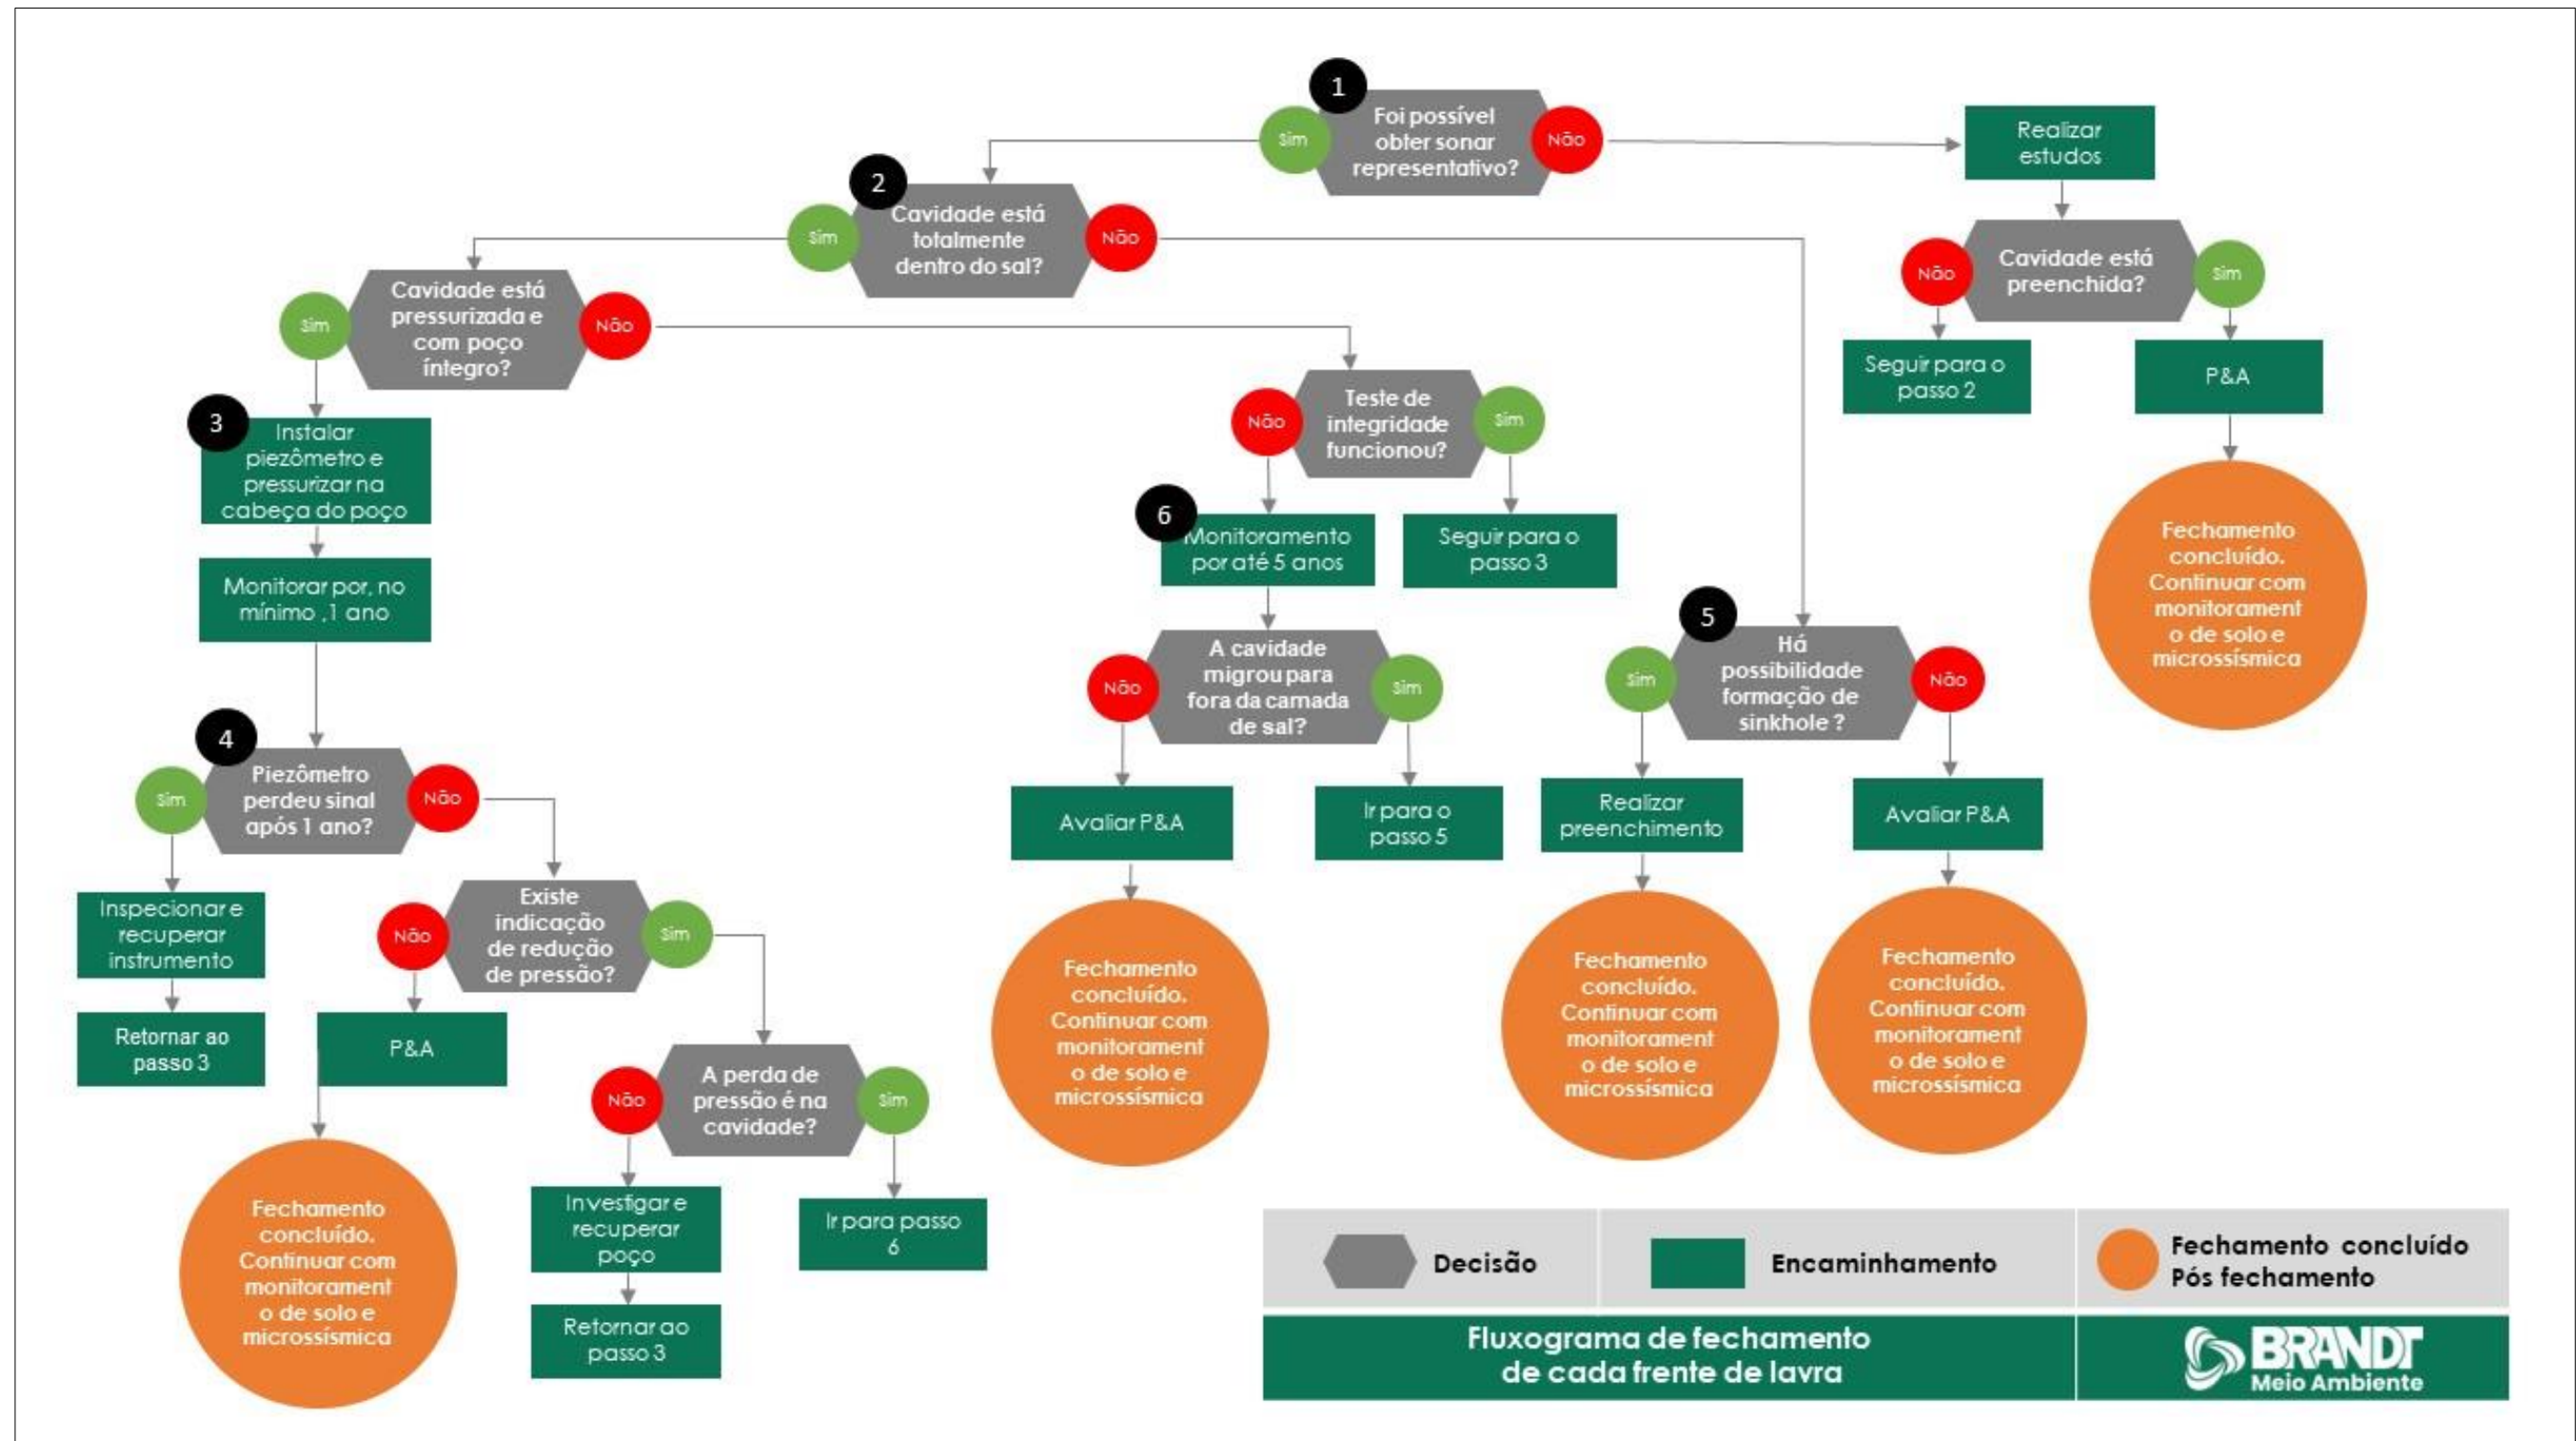 1
Foi possível
obter sonar
representativo?
Sim
Não
Realizar
estudos
2
Cavidade está
totalmente
dentro do sal?
Sim
Não
Cavidade está
preenchida?
Não
Sim
Cavidade está
pressurizada e
com poço
íntegro?
Sim
Não
Seguir para o
passo 2
P&A
Teste de
integridade
funcionou?
Não
Sim
3
Instalar
piezômetro e
pressurizar na
cabeça do poço
6
Monitoramento
por até 5 anos
Seguir para o
passo 3
Fechamento
concluído.
Continuar com
monitorament
o de solo e
microssísmica
Monitorar por, no
mínimo ,1 ano
5
Há
possibilidade
formação de
sinkhole ?
Sim
Não
A cavidade
migrou para
fora da camada
de sal?
Não
Sim
4
Piezômetro
perdeu sinal
após 1 ano?
Sim
Não
Avaliar P&A
Ir para o
passo 5
Realizar
preenchimento
Avaliar P&A
Inspecionar e
recuperar
instrumento
Existe
indicação
de redução
de pressão?
Não
Sim
Fechamento
concluído.
Continuar com
monitorament
o de solo e
microssísmica
Fechamento
concluído.
Continuar com
monitorament
o de solo e
microssísmica
Fechamento
concluído.
Continuar com
monitorament
o de solo e
microssísmica
Retornar ao
passo 3
P&A
A perda de
pressão é na
cavidade?
Não
Sim
Fechamento
concluído.
Continuar com
monitorament
o de solo e
microssísmica
Investigar e
recuperar
poço
Ir para passo
6
Retornar ao
passo 3
Decisão
Encaminhamento
Fechamento concluído
Pós fechamento
Fluxograma de fechamento
de cada frente de lavra
BRANDT
Meio Ambiente